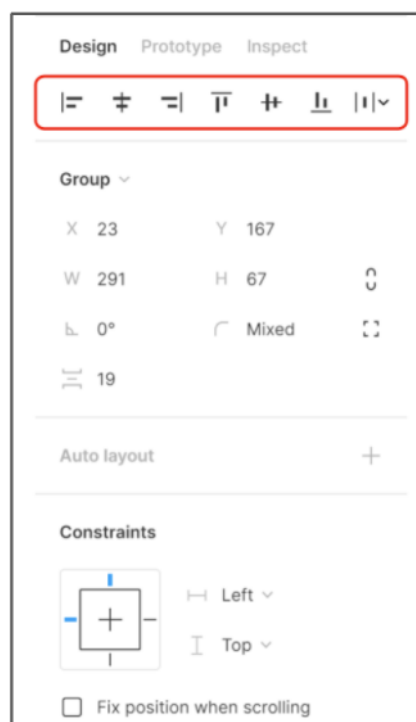 Design Prototype Inspect
Group
X 23 Y 167
W 291 H 67
0° Mixed
19
Auto layout
Constraints
Left
Top
Fix position when scrolling